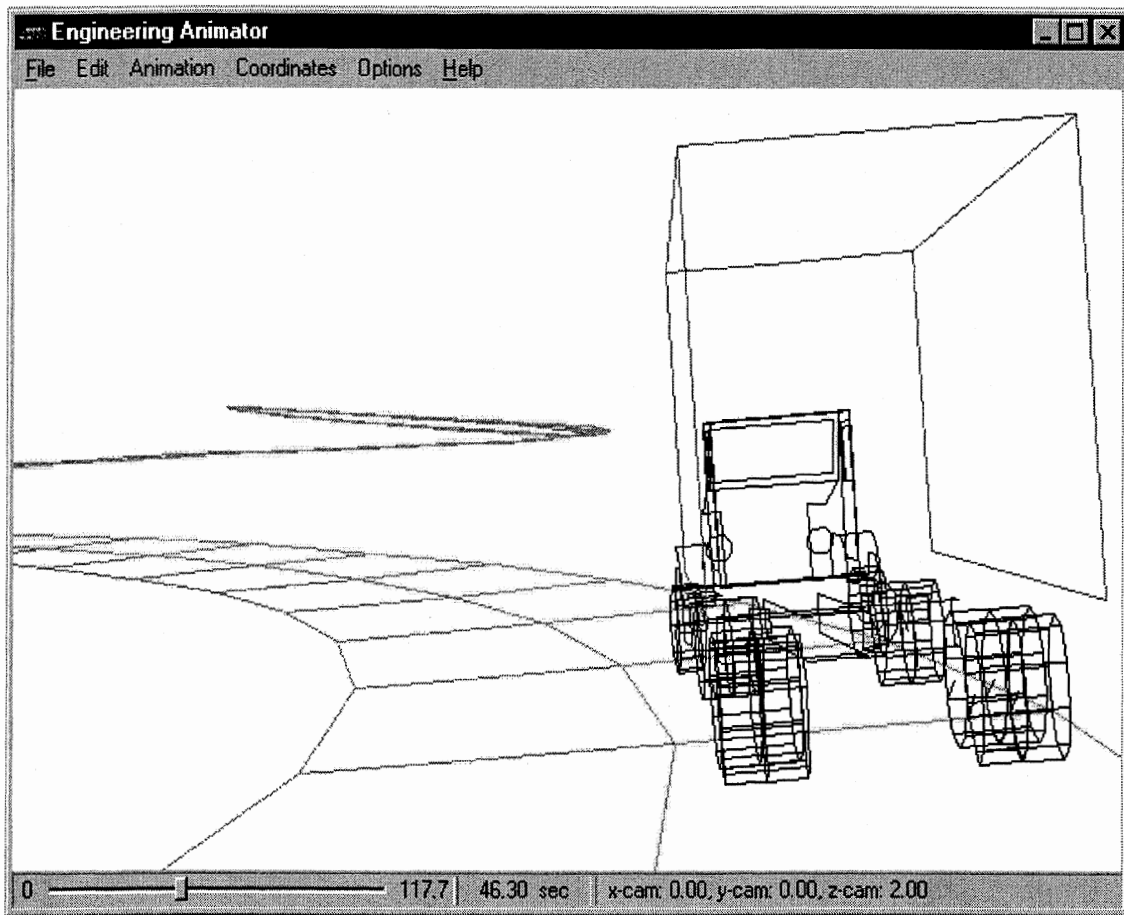 Engineering Animator
File Edit Animation Coordinates Options Help
0 117.7 46.30 sec x-cam: 0.00, y-cam: 0.00, z-cam: 2.00